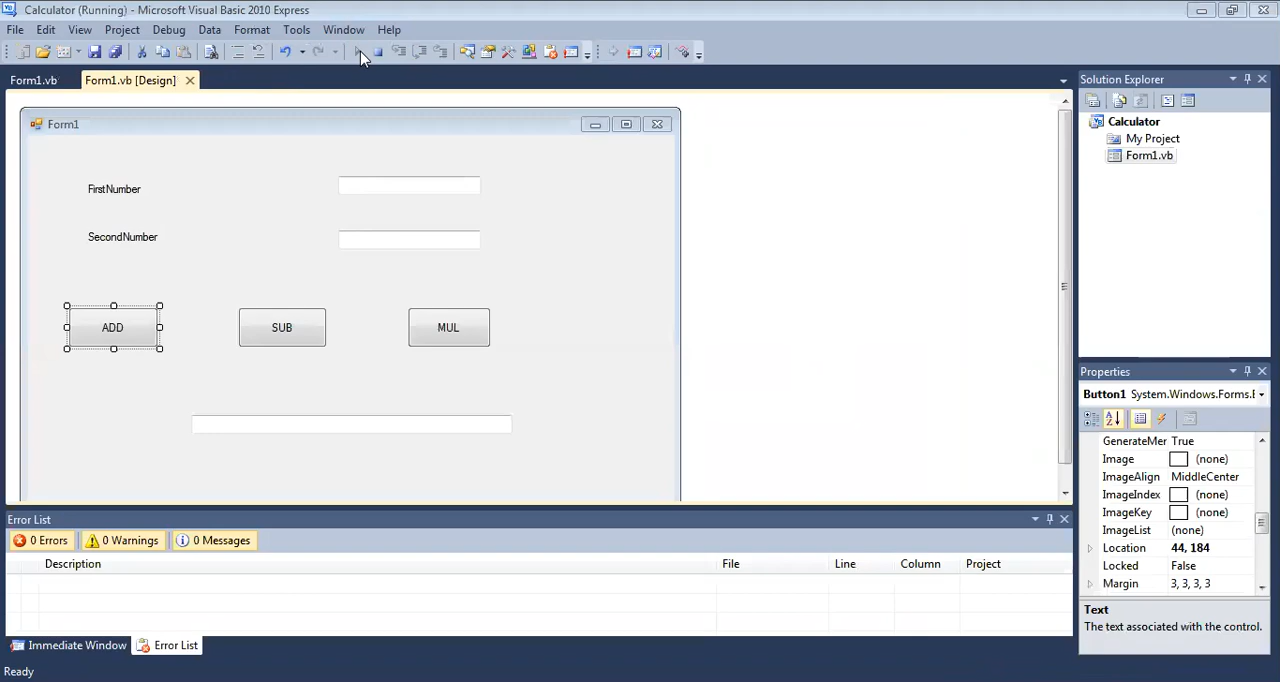 Calculator (Running) - Microsoft Visual Basic 2010 Express
File Edit View Project Debug Data Format Tools Window Help
Form1.vb Form1.vb [Design]
Solution Explorer
Calculator
My Project
Form1.vb
Form1
FirstNumber
SecondNumber
ADD SUB MUL
Properties
Button1 System.Windows.Forms.E
GenerateMer True
Image (none)
ImageAlign MiddleCenter
ImageIndex (none)
ImageKey (none)
ImageList (none)
Location 44, 184
Locked False
Margin 3, 3, 3, 3
Text
The text associated with the control.
Error List
0 Errors 0 Warnings 0 Messages
Description File Line Column Project
Immediate Window Error List
Ready